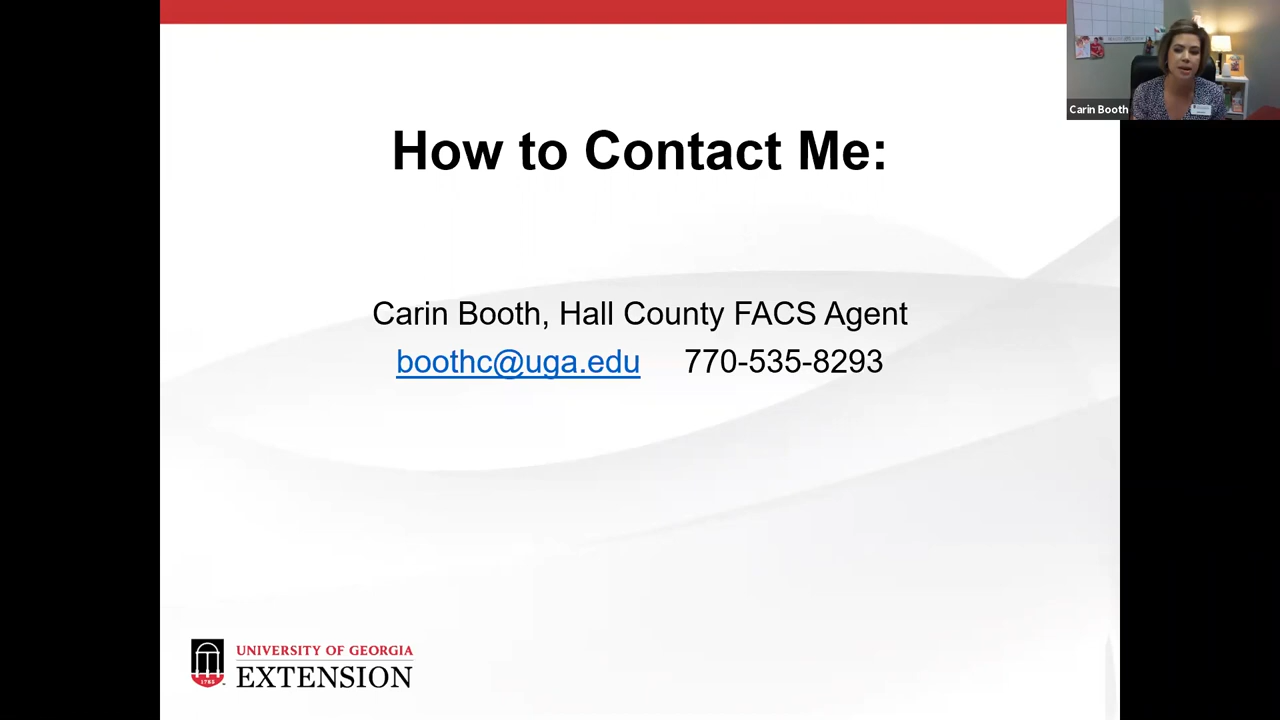 Carin Booth
How to Contact Me:
Carin Booth, Hall County FACS Agent
boothc@uga.edu 770-535-8293
1785
UNIVERSITY OF GEORGIA
EXTENSION